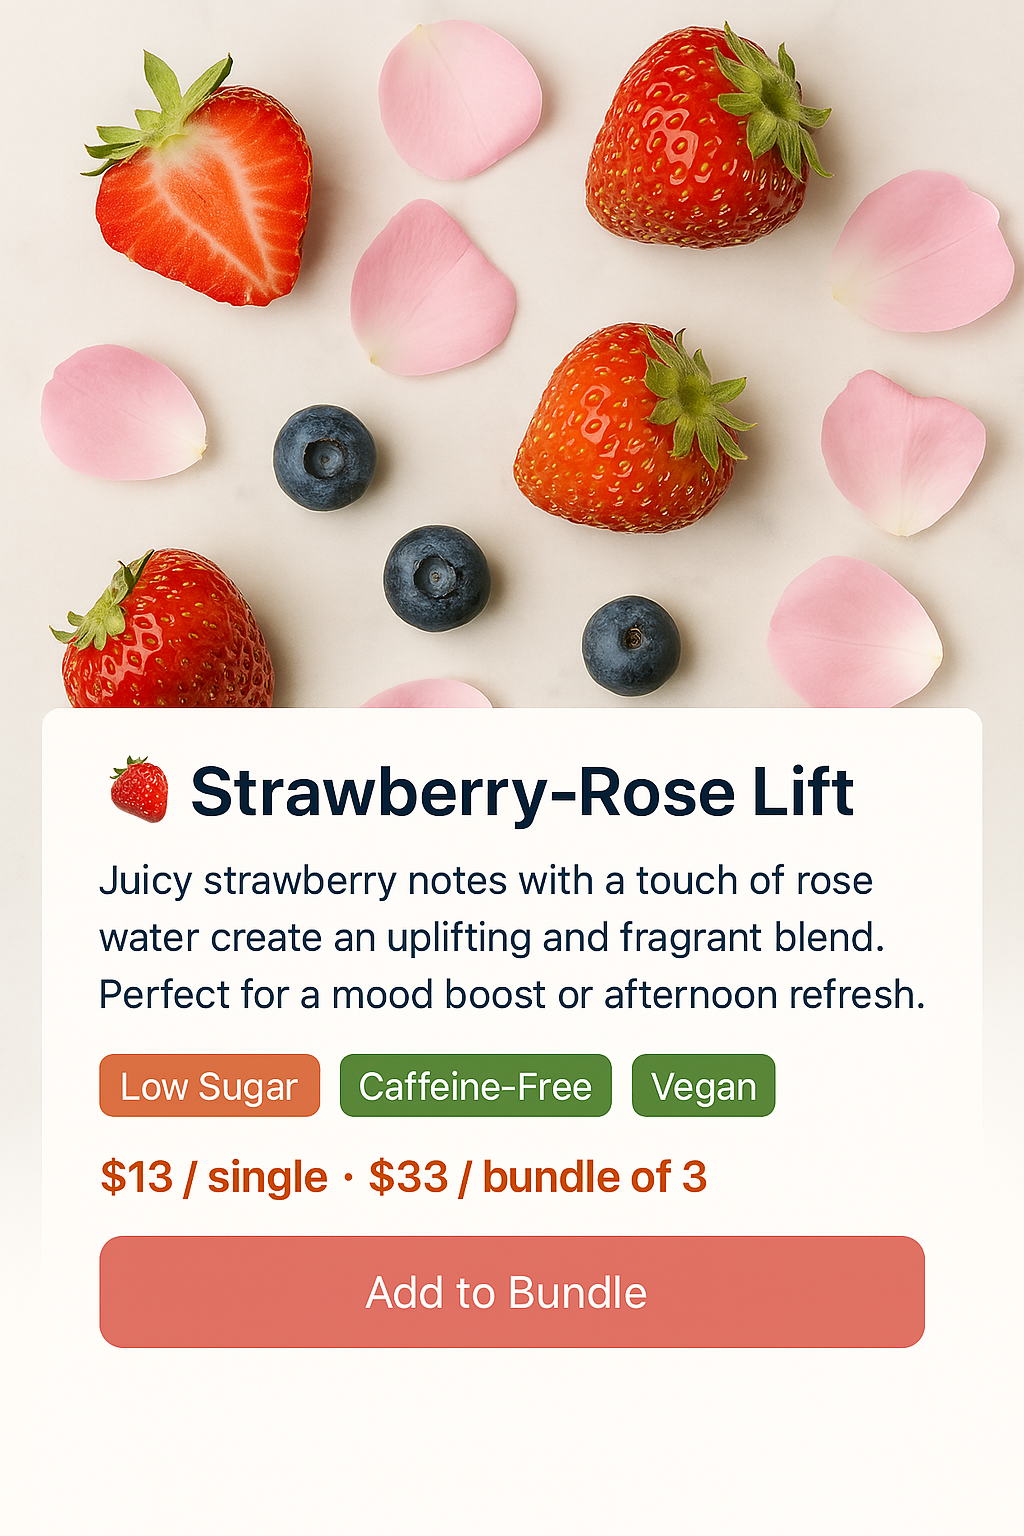 Strawberry-Rose Lift
Juicy strawberry notes with a touch of rose
water create an uplifting and fragrant blend.
Perfect for a mood boost or afternoon refresh.
Low Sugar Caffeine-Free Vegan
$13 / single · $33 / bundle of 3
Add to Bundle